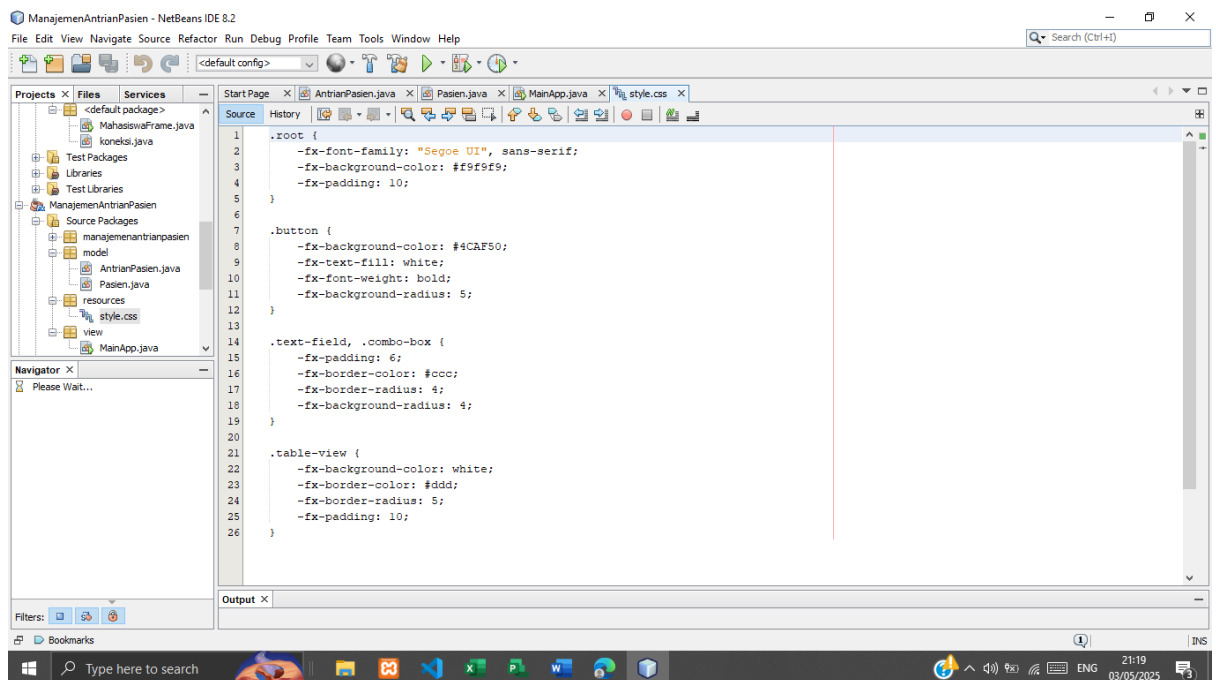 ManajemenAntrianPasien - NetBeans IDE 8.2
File Edit View Navigate Source Refactor Run Debug Profile Team Tools Window Help
Search (Ctrl+I)
<default config>
Projects Files Services
<default package>
MahasiswaFrame.java
koneksi.java
Test Packages
Libraries
Test Libraries
ManajemenAntrianPasien
Source Packages
manajemenantrianpasien
model
AntrianPasien.java
Pasien.java
resources
style.css
view
MainApp.java
Navigator
Please Wait...
Filters:
Start Page AntrianPasien.java Pasien.java MainApp.java style.css
Source History
1 .root {
2 -fx-font-family: "Segoe UI", sans-serif;
3 -fx-background-color: #f9f9f9;
4 -fx-padding: 10;
5 }
6
7 .button {
8 -fx-background-color: #4CAF50;
9 -fx-text-fill: white;
10 -fx-font-weight: bold;
11 -fx-background-radius: 5;
12 }
13
14 .text-field, .combo-box {
15 -fx-padding: 6;
16 -fx-border-color: #ccc;
17 -fx-border-radius: 4;
18 -fx-background-radius: 4;
19 }
20
21 .table-view {
22 -fx-background-color: white;
23 -fx-border-color: #ddd;
24 -fx-border-radius: 5;
25 -fx-padding: 10;
26 }
Output
Bookmarks
1
INS
Type here to search
ENG
21:19
03/05/2025
3